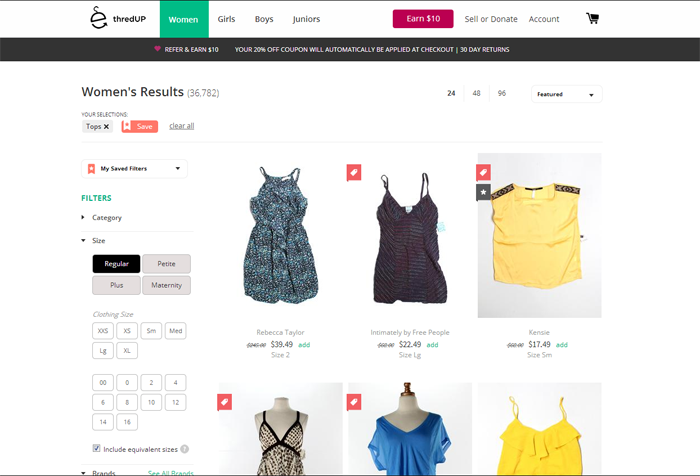 thredUP
Women
Girls
Boys
Juniors
Earn $10
Sell or Donate
Account
REFER & EARN $10
YOUR 20% OFF COUPON WILL AUTOMATICALLY BE APPLIED AT CHECKOUT | 30 DAY RETURNS
Women's Results (36,782)
24
48
96
Featured
YOUR SELECTIONS:
Tops ✕
Save
clear all
My Saved Filters
FILTERS
Category
Size
Regular
Petite
Plus
Maternity
Clothing Size
XXS XS Sm Med
Lg XL
00 0 2 4
6 8 10 12
14 16
Include equivalent sizes ?
Brands
See All Brands
Rebecca Taylor
$245.00 $39.49 add
Size 2
Intimately by Free People
$68.00 $22.49 add
Size Lg
Kensie
$68.00 $17.49 add
Size Sm